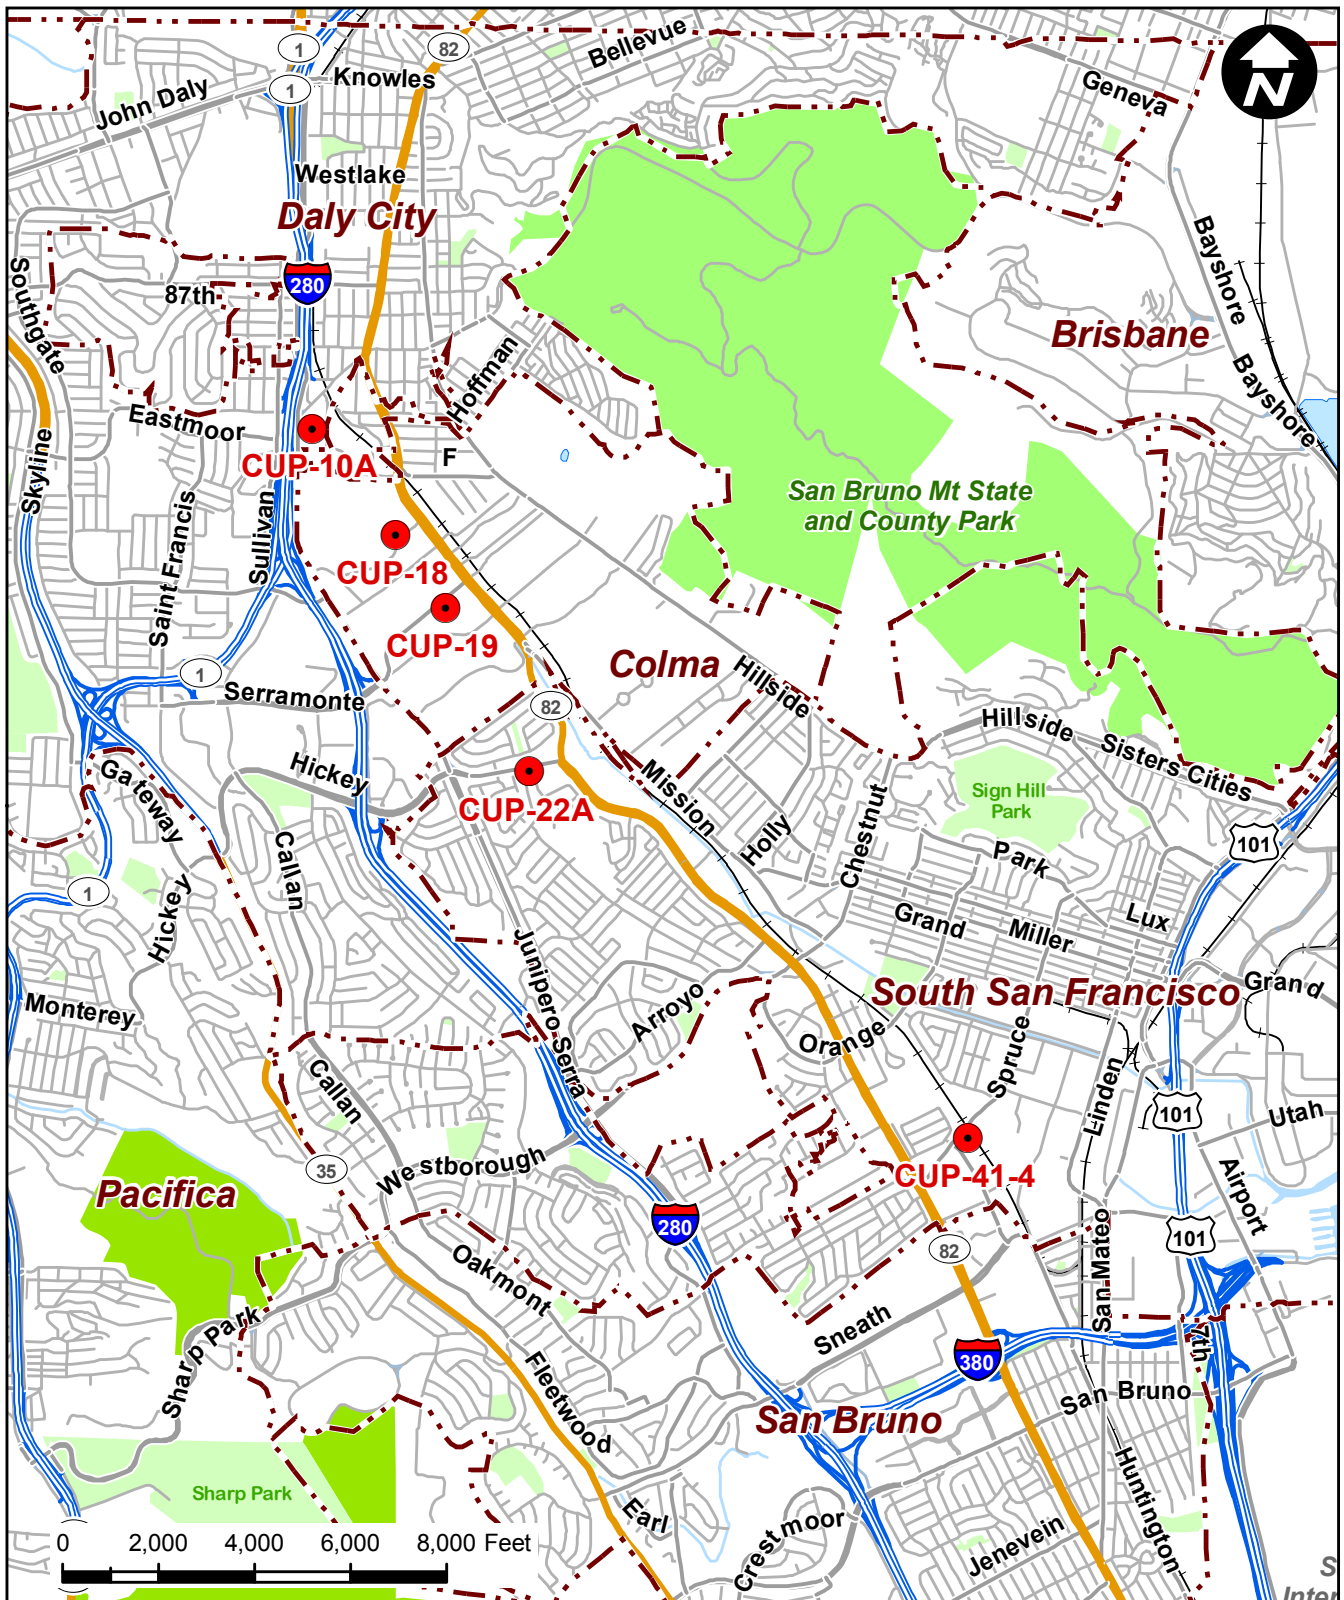 1
82
Bellevue
Knowles
1
Geneva
N
John Daly
Westlake
Daly City
Bayshore
Southgate
87th
280
Brisbane
Hoffman
Bayshore
Eastmoor
F
CUP-10A
Skyline
San Bruno Mt State
and County Park
Sullivan
Saint Francis
CUP-18
CUP-19
Colma
Hillside
1
Serramonte
82
Hillside
Sisters Cities
Hickey
Gateway
Mission
CUP-22A
Sign Hill
Park
Holly
Chestnut
101
Callan
Park
1
Hickey
Grand
Miller
Lux
Junipero Serra
Monterey
Arroyo
South San Francisco
Grand
Orange
Spruce
Callan
Linden
101
Utah
35
Westborough
CUP-41-4
Pacifica
280
Airport
82
101
San Mateo
Oakmont
Sharp Park
Sneath
7th
380
Fleetwood
San Bruno
San Bruno
Huntington
Sharp Park
Earl
Crestmoor
Jenevein
0 2,000 4,000 6,000 8,000 Feet
S
Inter